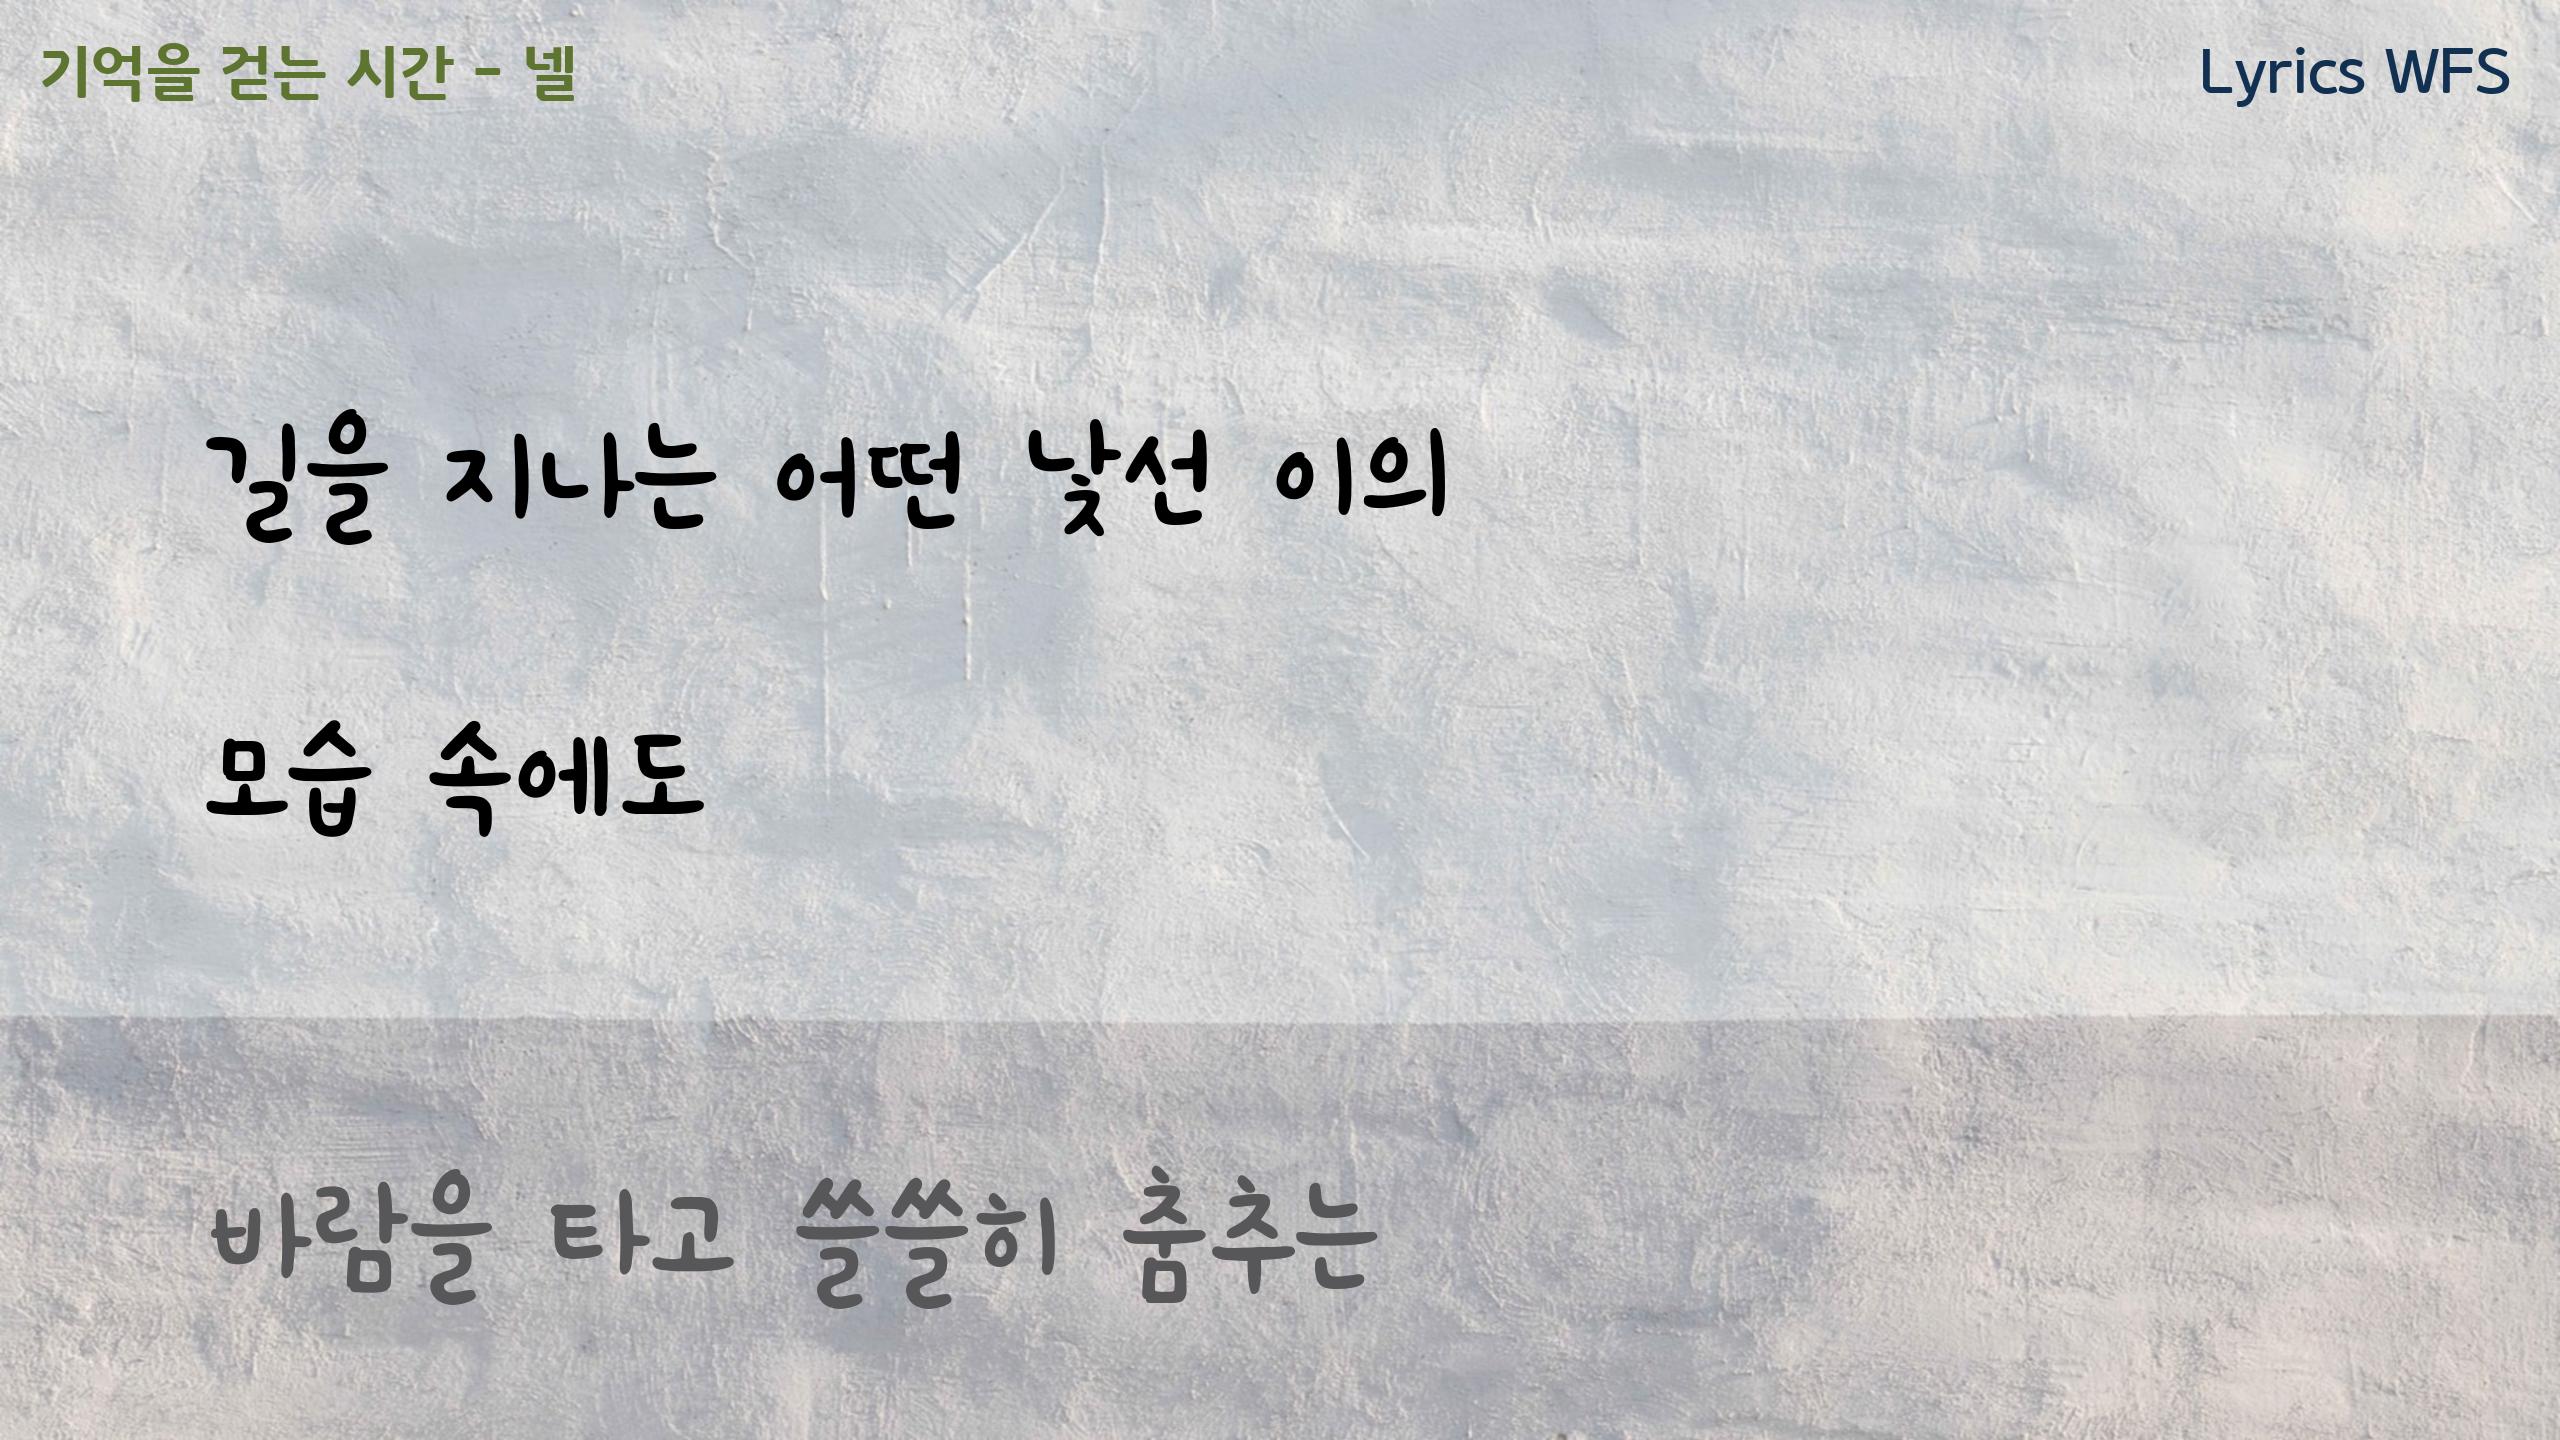 기억을 걷는 시간 - 넬
Lyrics WFS
길을 지나는 어떤 낯선 이의
모습 속에도
바람을 타고 쓸쓸히 춤추는